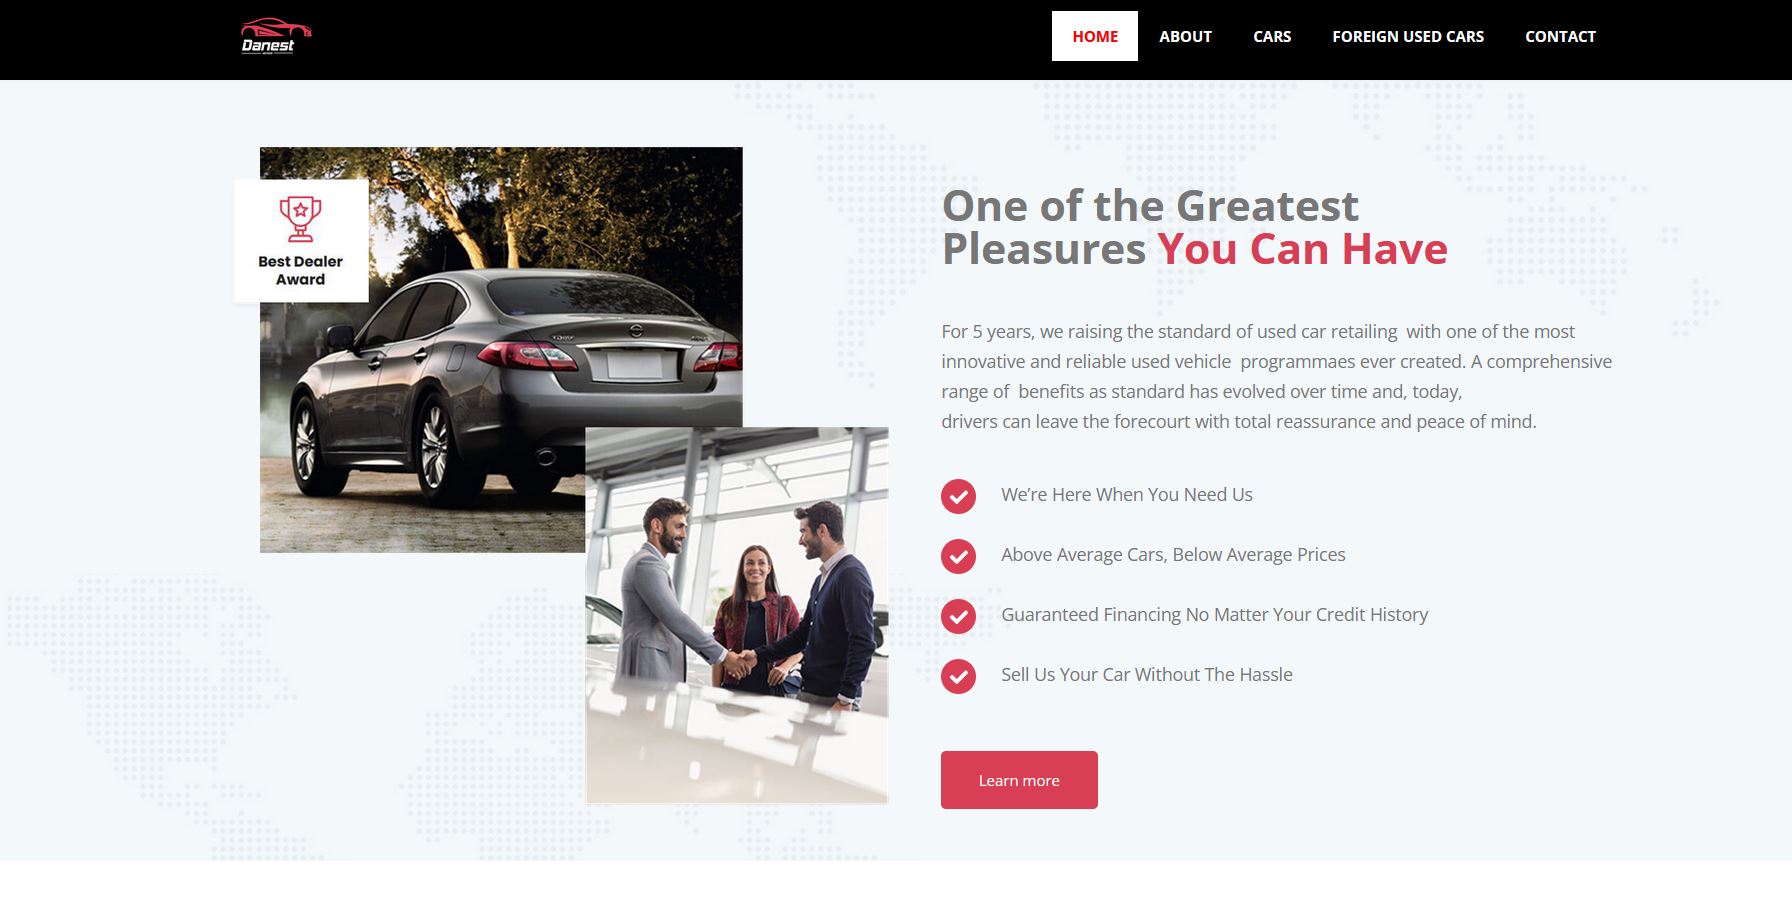 Danest
HOME
ABOUT
CARS
FOREIGN USED CARS
CONTACT
Best Dealer
Award
One of the Greatest
Pleasures You Can Have
For 5 years, we raising the standard of used car retailing  with one of the most
innovative and reliable used vehicle  programmaes ever created. A comprehensive
range of  benefits as standard has evolved over time and, today,
drivers can leave the forecourt with total reassurance and peace of mind.
We’re Here When You Need Us
Above Average Cars, Below Average Prices
Guaranteed Financing No Matter Your Credit History
Sell Us Your Car Without The Hassle
Learn more